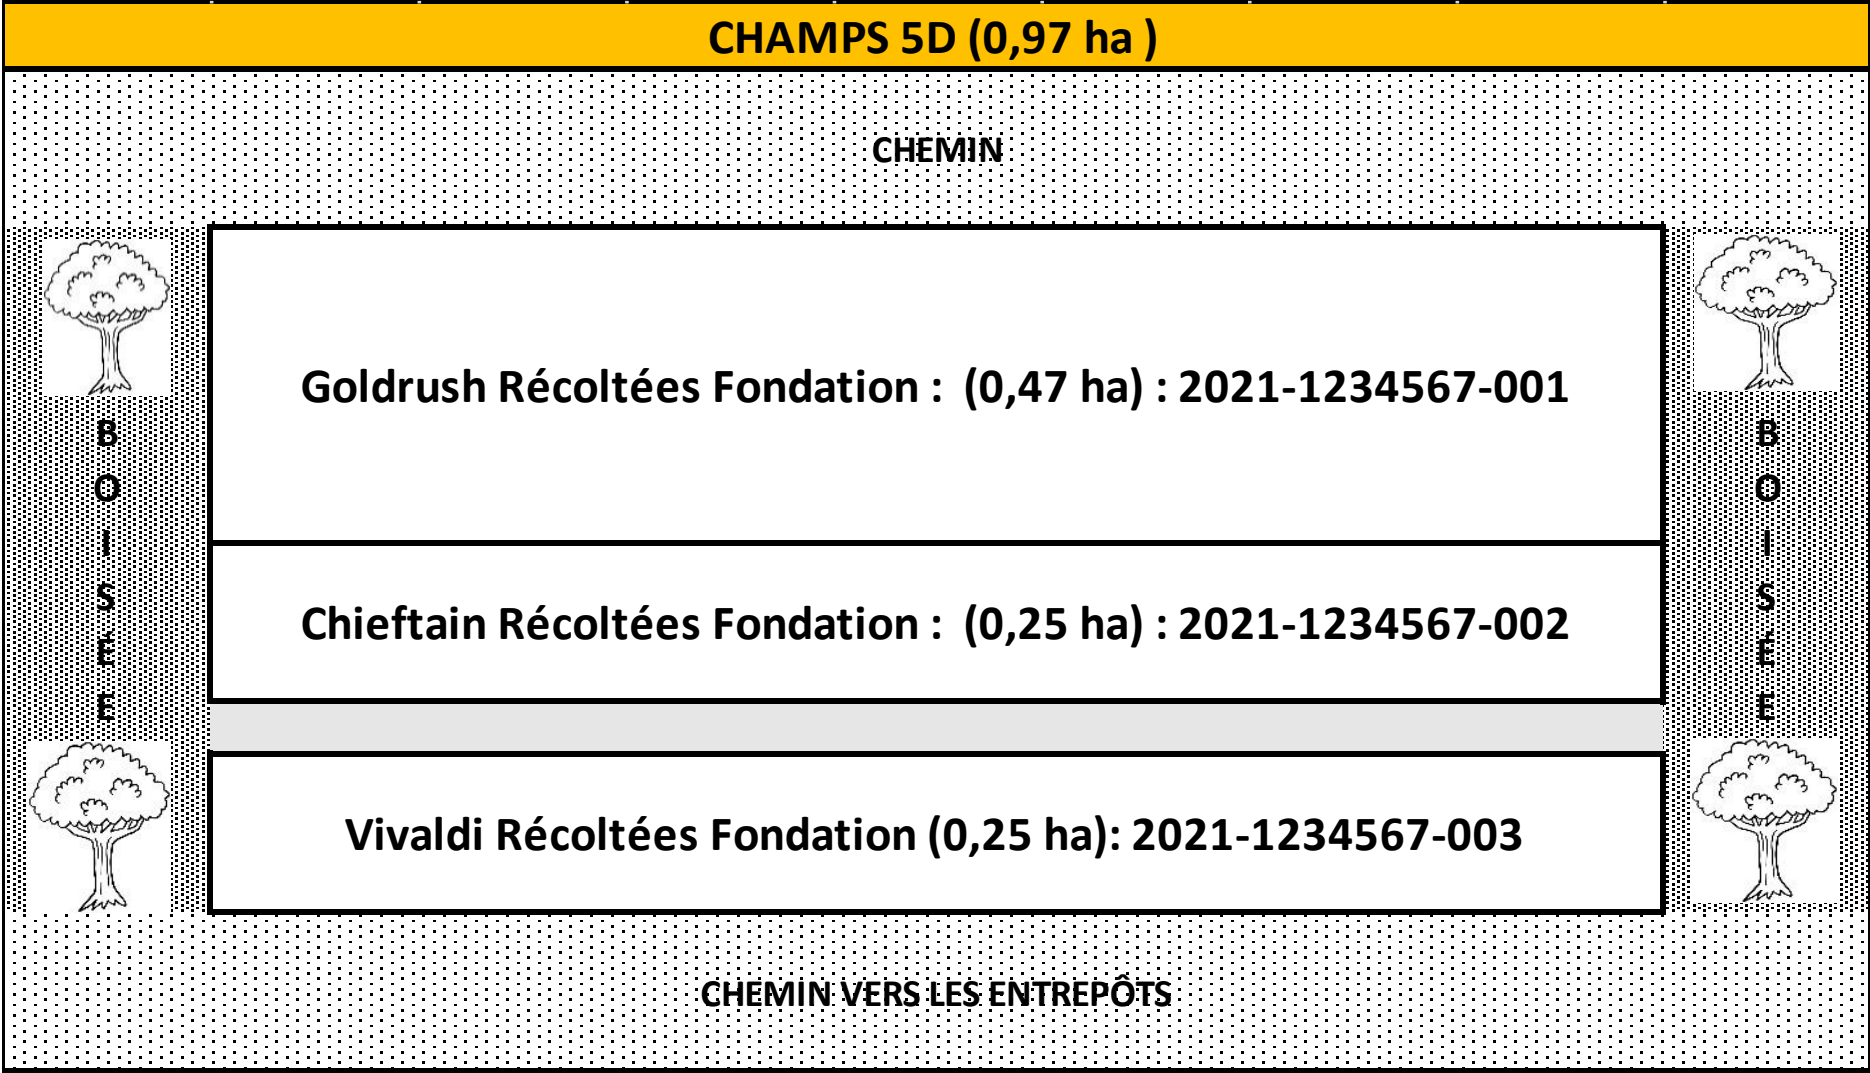 CHAMPS 5D (0,97 ha )
CHEMIN
Goldrush Récoltées Fondation :  (0,47 ha) : 2021-1234567-001
Chieftain Récoltées Fondation :  (0,25 ha) : 2021-1234567-002
Vivaldi Récoltées Fondation (0,25 ha): 2021-1234567-003
B
O
I
S
É
E
B
O
I
S
É
E
CHEMIN VERS LES ENTREPÔTS